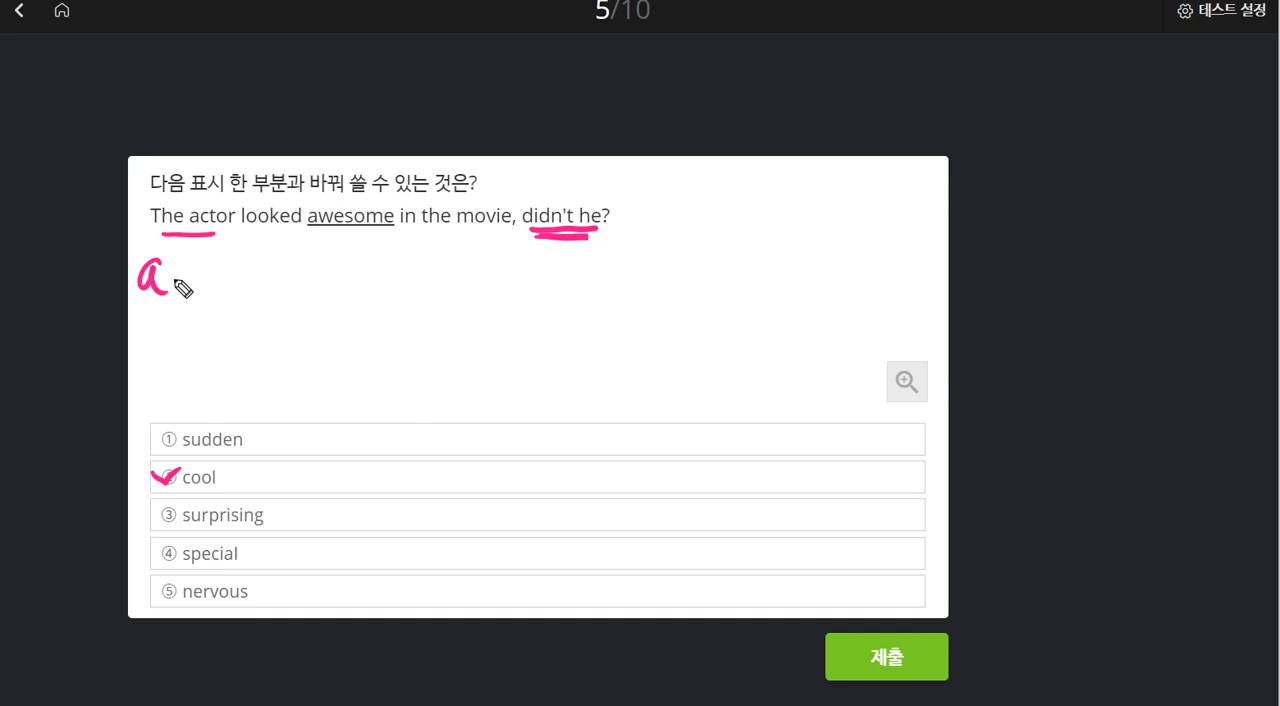 5/10
테스트 설정
다음 표시 한 부분과 바꿔 쓸 수 있는 것은?
The actor looked awesome in the movie, didn't he?
a
① sudden
② cool
③ surprising
④ special
⑤ nervous
제출